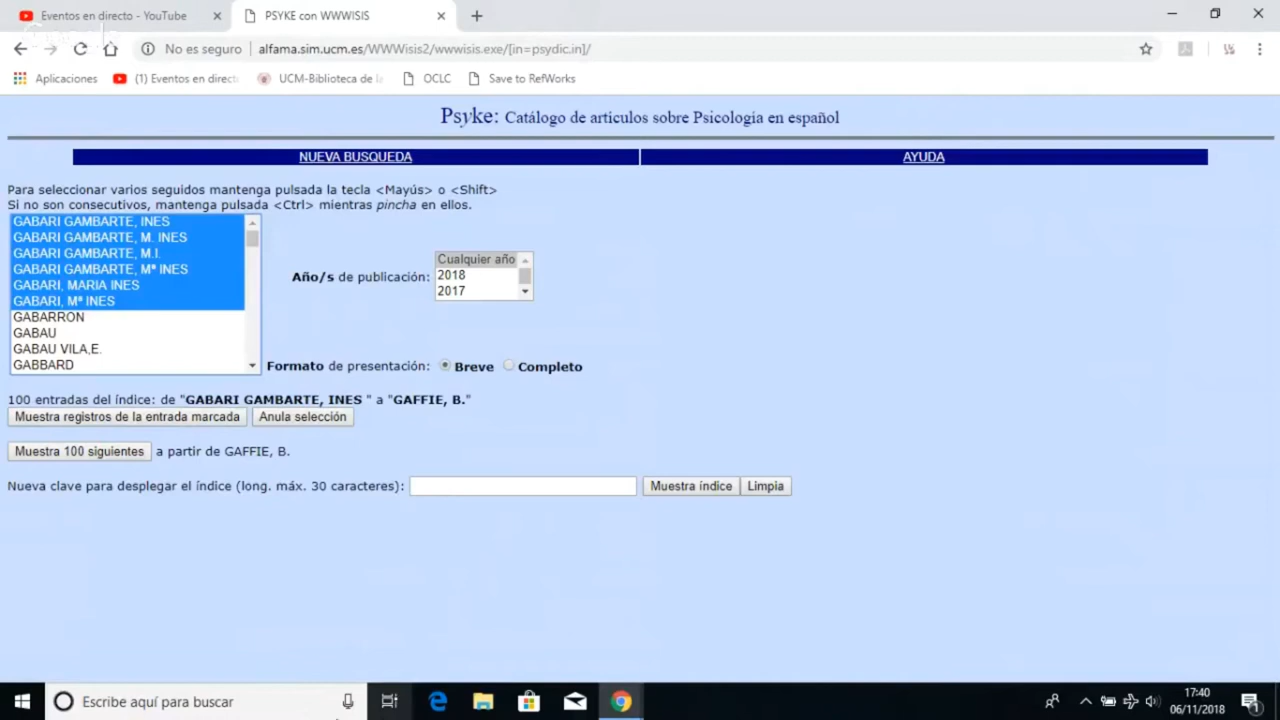 Eventos en directo - YouTube
PSYKE con WWWISIS
No es seguro
alfama.sim.ucm.es/WWWisis2/wwwisis.exe/[in=psydic.in]/
Aplicaciones
(1) Eventos en direct
UCM-Biblioteca de la
OCLC
Save to RefWorks
Psyke: Catálogo de articulos sobre Psicología en español
NUEVA BUSQUEDA
AYUDA
Para seleccionar varios seguidos mantenga pulsada la tecla <Mayús> o <Shift>
Si no son consecutivos, mantenga pulsada <Ctrl> mientras pincha en ellos.
GABARI GAMBARTE, INES
GABARI GAMBARTE, M. INES
GABARI GAMBARTE, M.I.
GABARI GAMBARTE, Mª INES
GABARI, MARIA INES
GABARI, Mª INES
GABARRON
GABAU
GABAU VILA,E.
GABBARD
Año/s de publicación:
Cualquier año
2018
2017
Formato de presentación: Breve Completo
100 entradas del índice: de "GABARI GAMBARTE, INES " a "GAFFIE, B."
Muestra registros de la entrada marcada
Anula selección
Muestra 100 siguientes a partir de GAFFIE, B.
Nueva clave para desplegar el índice (long. máx. 30 caracteres):
Muestra índice
Limpia
Escribe aquí para buscar
17:40
06/11/2018
1